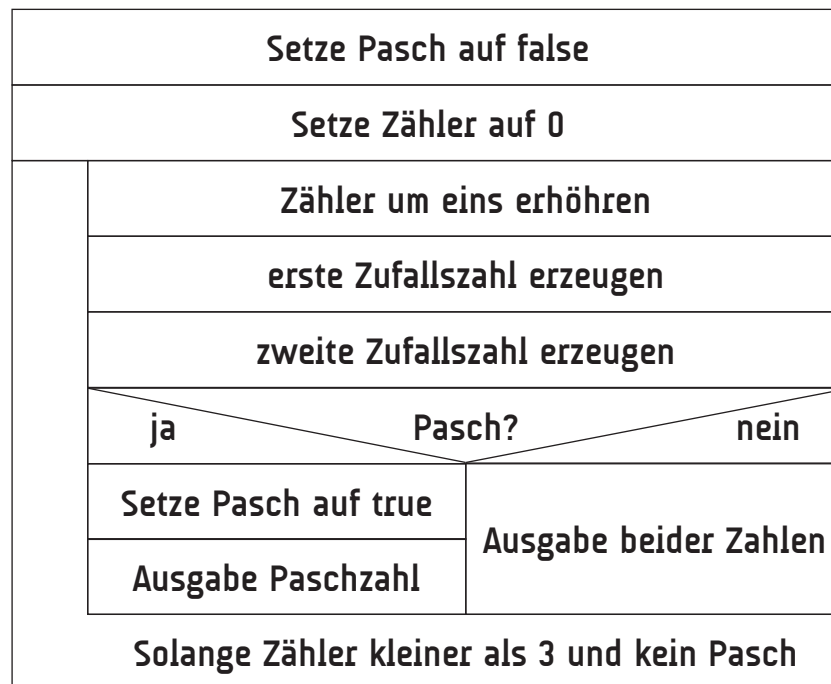 Setze Pasch auf false
Setze Zähler auf 0
Zähler um eins erhöhren
erste Zufallszahl erzeugen
zweite Zufallszahl erzeugen
ja Pasch? nein
Setze Pasch auf true
Ausgabe beider Zahlen
Ausgabe Paschzahl
Solange Zähler kleiner als 3 und kein Pasch